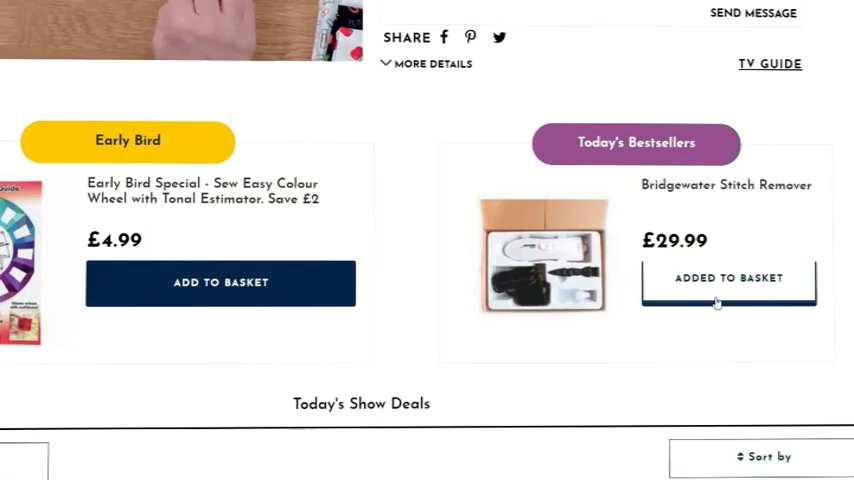 SEND MESSAGE
SHARE
MORE DETAILS
TV GUIDE
Early Bird
Today's Bestsellers
Early Bird Special - Sew Easy Colour
Wheel with Tonal Estimator. Save £2
£4.99
ADD TO BASKET
Bridgewater Stitch Remover
£29.99
ADDED TO BASKET
Today's Show Deals
Sort by